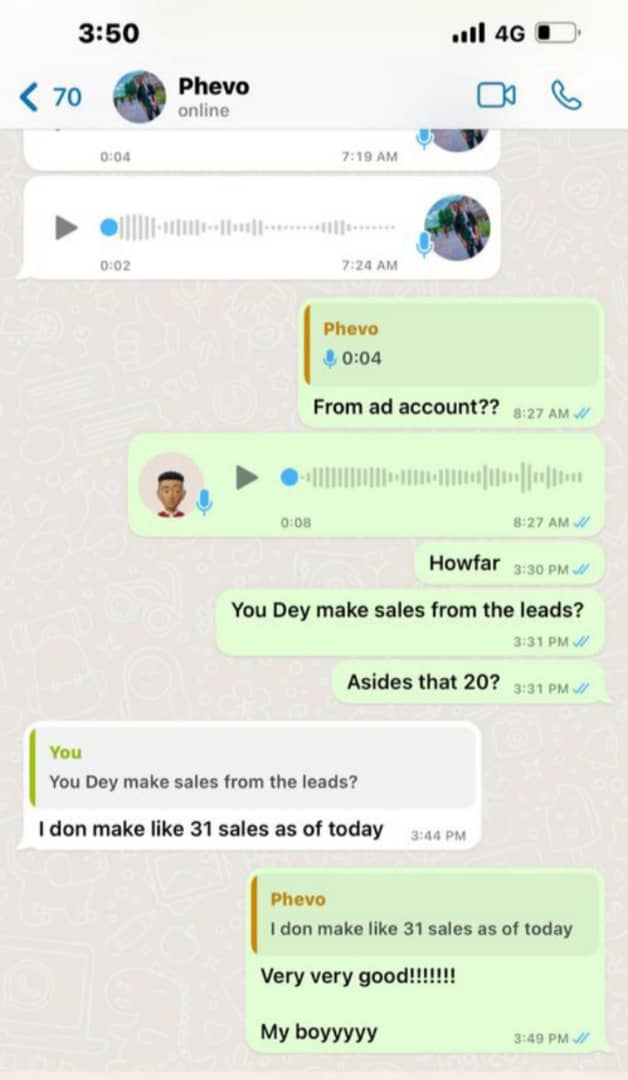 3:50
4G
70
Phevo
online
0:04 7:19 AM
0:02 7:24 AM
Phevo
0:04
From ad account?? 8:27 AM
0:08 8:27 AM
Howfar 3:30 PM
You Dey make sales from the leads?
3:31 PM
Asides that 20? 3:31 PM
You
You Dey make sales from the leads?
I don make like 31 sales as of today 3:44 PM
Phevo
I don make like 31 sales as of today
Very very good!!!!!!!
My boyyyyy 3:49 PM